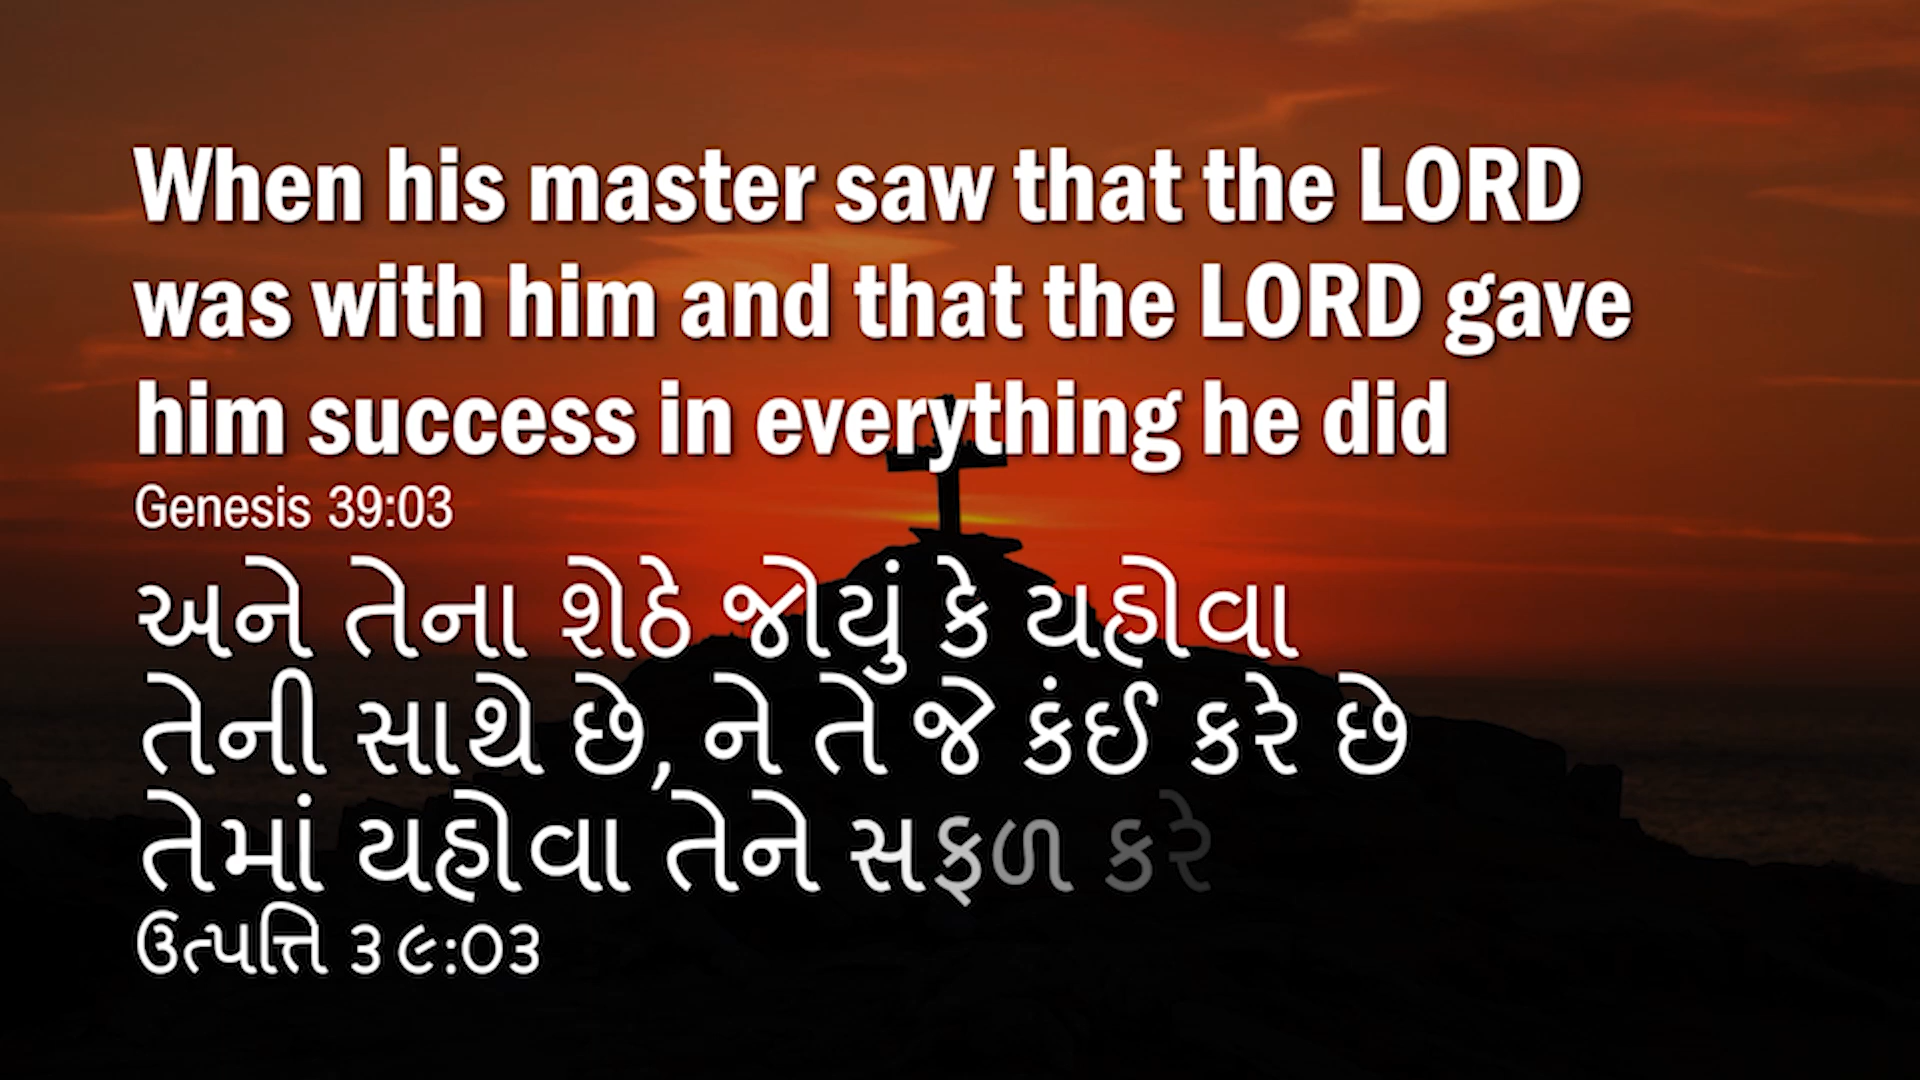 When his master saw that the LORD
was with him and that the LORD gave
him success in everything he did
Genesis 39:03
અને તેના શેઠે જોયું કે યહોવા
તેની સાથે છે, ને તે જે કંઈ કરે છે
તેમાં યહોવા તેને સફળ કરે
ઉત્પત્તિ ૩૯:૦૩